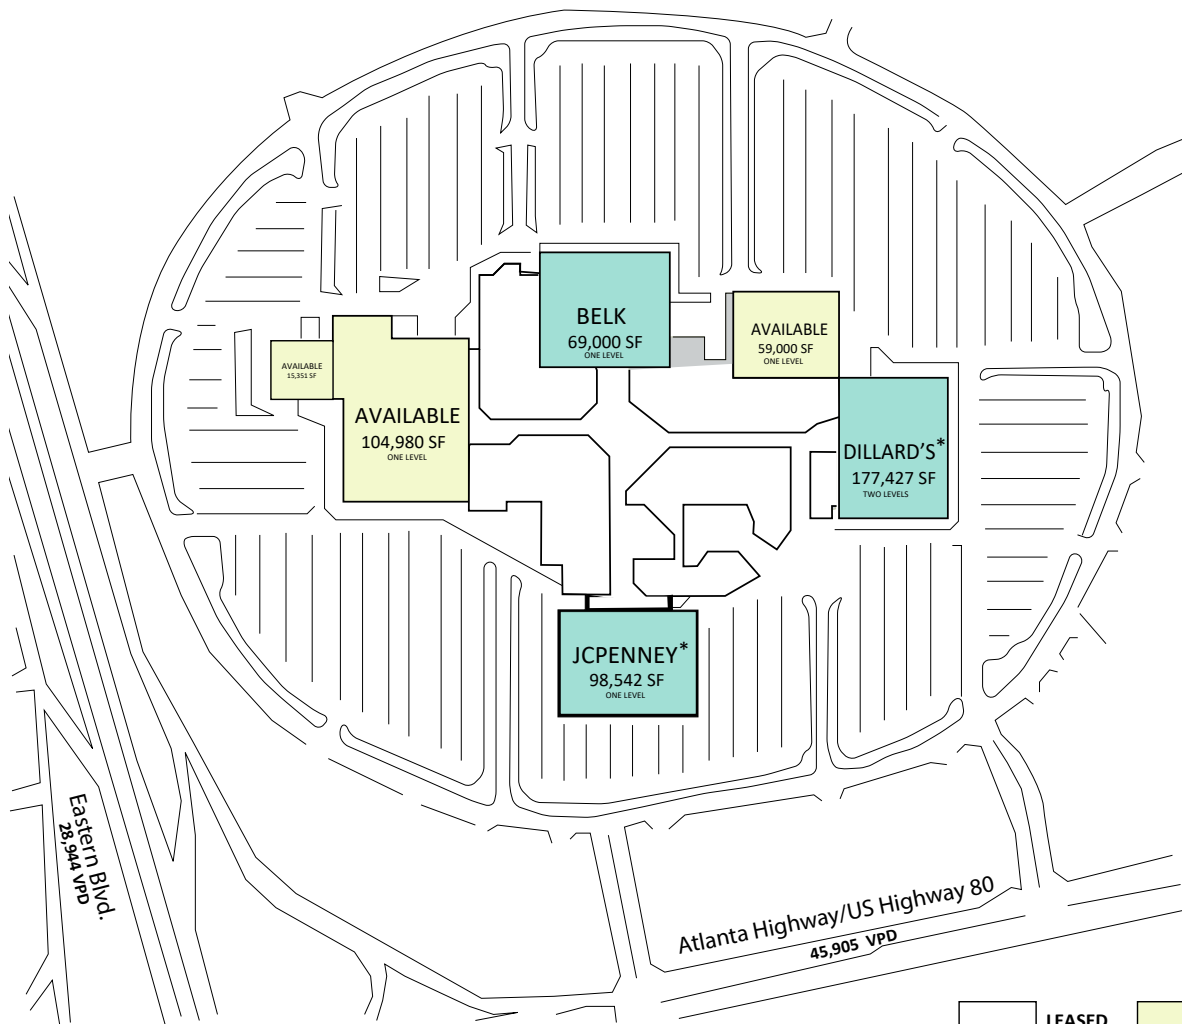 BELK
69,000 SF
ONE LEVEL
AVAILABLE
59,000 SF
ONE LEVEL
AVAILABLE
15,351 SF
AVAILABLE
104,980 SF
ONE LEVEL
DILLARD'S*
177,427 SF
TWO LEVELS
JCPENNEY*
98,542 SF
ONE LEVEL
Eastern Blvd.
28,944 VPD
Atlanta Highway/US Highway 80
45,905 VPD
LEASED